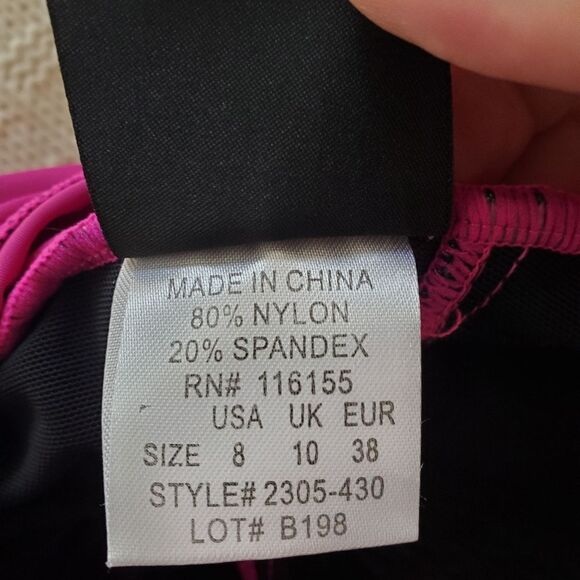 MADE IN CHINA
80% NYLON
20% SPANDEX
RN# 116155
USA UK EUR
SIZE 8 10 38
STYLE# 2305-430
LOT# B198